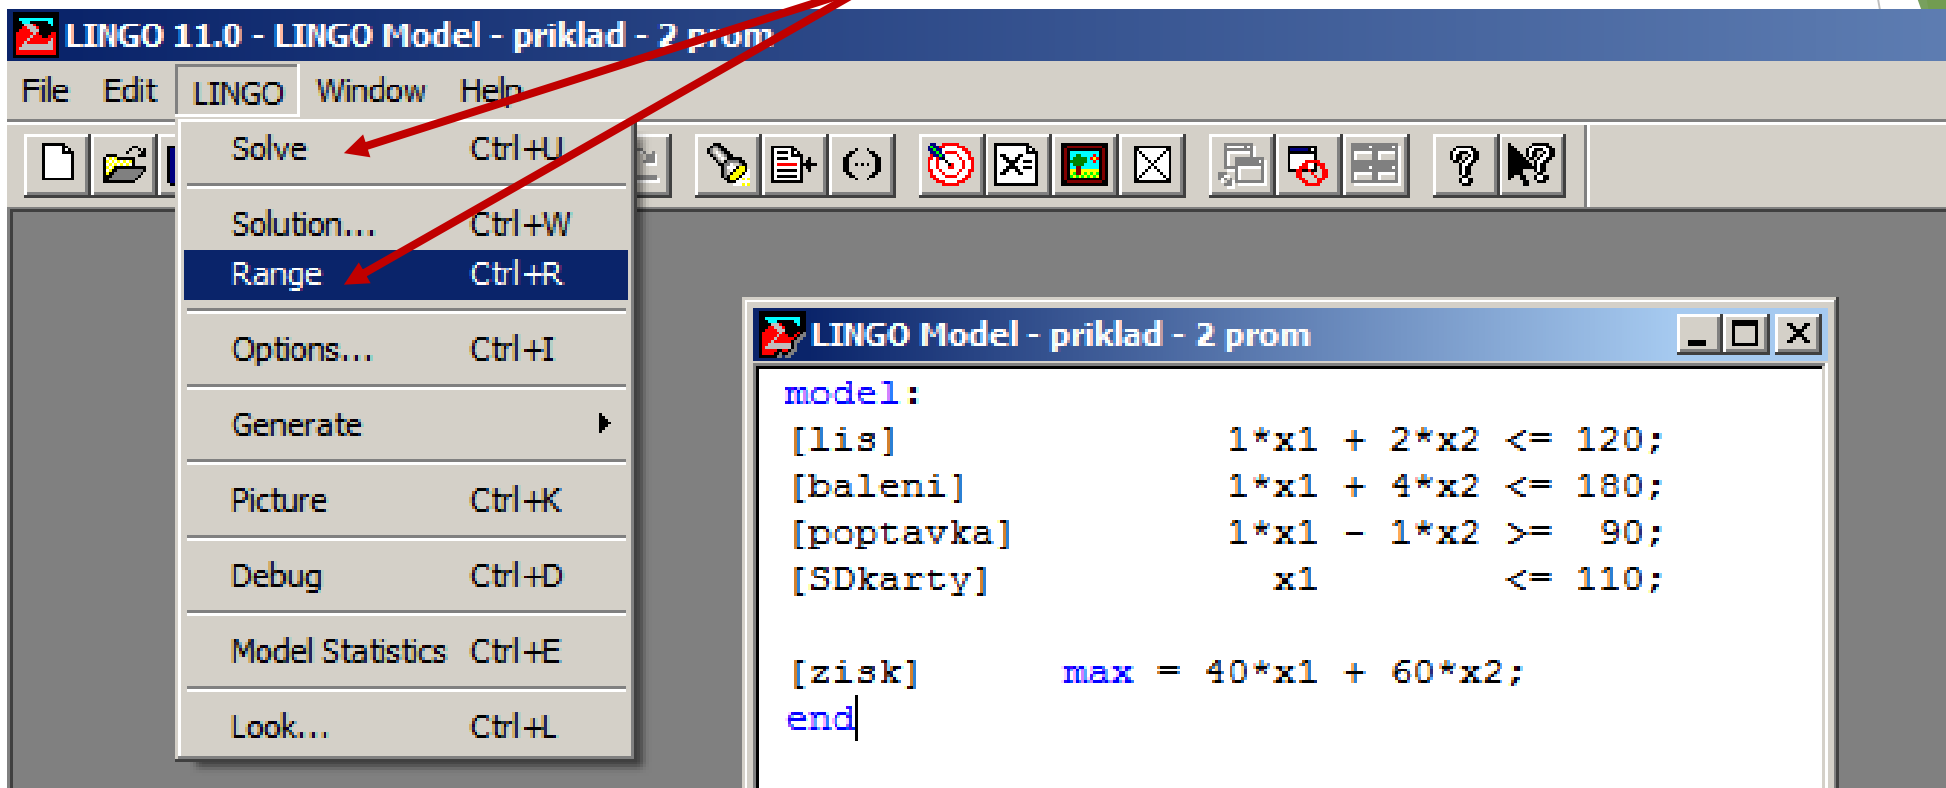 LINGO 11.0 - LINGO Model - priklad - 2 prom
File Edit LINGO Window Help
Solve Ctrl+U
Solution... Ctrl+W
Range Ctrl+R
Options... Ctrl+I
Generate
Picture Ctrl+K
Debug Ctrl+D
Model Statistics Ctrl+E
Look... Ctrl+L
LINGO Model - priklad - 2 prom
model:
[lis] 1*x1 + 2*x2 <= 120;
[baleni] 1*x1 + 4*x2 <= 180;
[poptavka] 1*x1 - 1*x2 >= 90;
[SDkarty] x1 <= 110;
[zisk] max = 40*x1 + 60*x2;
end